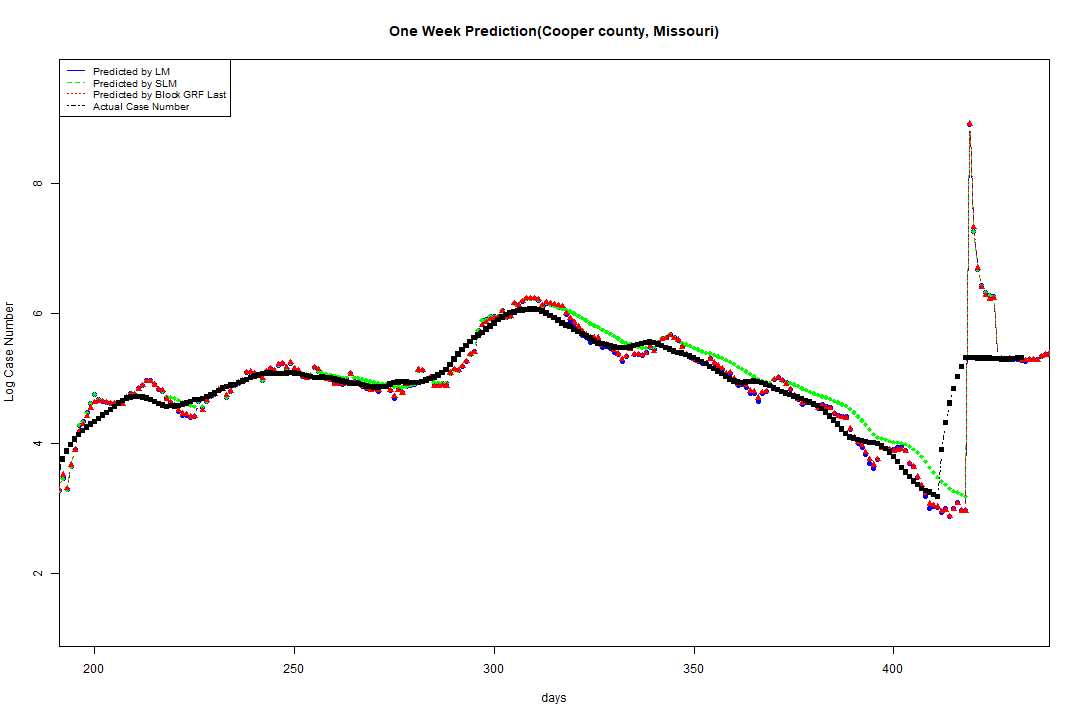 One Week Prediction(Cooper county, Missouri)
Predicted by LM
Predicted by SLM
Predicted by Block GRF Last
Actual Case Number
Log Case Number
8
6
4
2
200
250
300
350
400
days